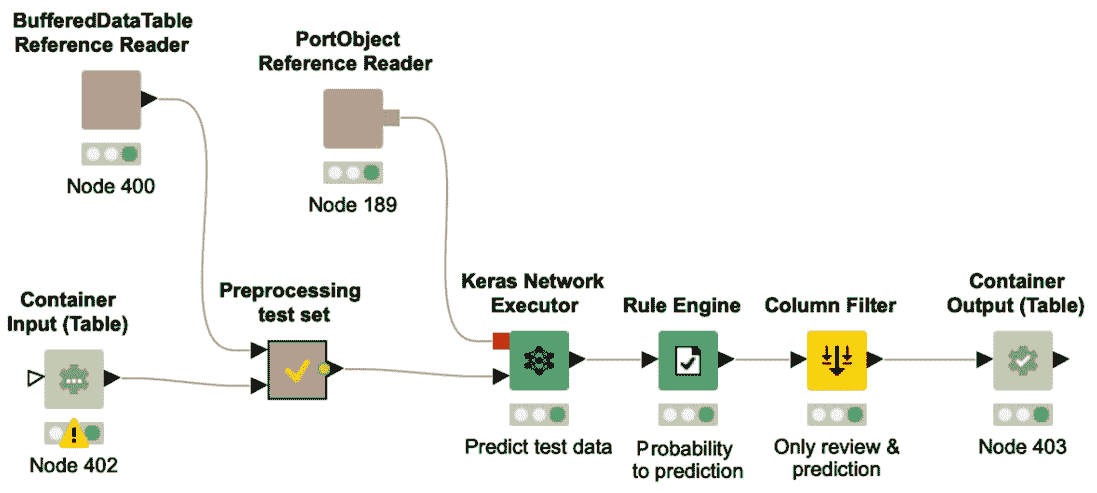 BufferedDataTable
Reference Reader
Node 400
PortObject
Reference Reader
Node 189
Container
Input (Table)
Node 402
Preprocessing
test set
Keras Network
Executor
Predict test data
Rule Engine
Probability
to prediction
Column Filter
Only review &
prediction
Container
Output (Table)
Node 403